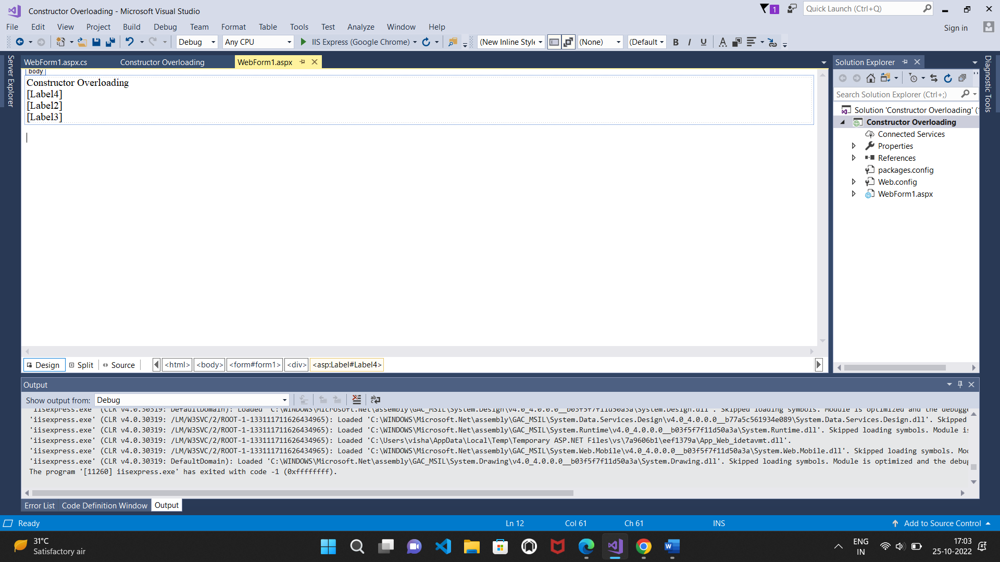 Constructor Overloading - Microsoft Visual Studio
1
Quick Launch (Ctrl+Q)
File Edit View Project Build Debug Team Format Table Tools Test Analyze Window Help
Sign in
Debug Any CPU IIS Express (Google Chrome) (New Inline Style (None) (Default B I U A
Server Explorer
WebForm1.aspx.cs Constructor Overloading WebForm1.aspx
body
Constructor Overloading
[Label4]
[Label2]
[Label3]
Design Split Source <html> <body> <form#form1> <div> <asp:Label#Label4>
Solution Explorer
Search Solution Explorer (Ctrl+;)
Solution 'Constructor Overloading' (
Constructor Overloading
Connected Services
Properties
References
packages.config
Web.config
WebForm1.aspx
Diagnostic Tools
Output
Show output from: Debug
'iisexpress.exe' (CLR v4.0.30319: DefaultDomain): Loaded 'C:\WINDOWS\Microsoft.Net\assembly\GAC_MSIL\System.Design\v4.0_4.0.0.0__b03f5f7f11d50a3a\System.Design.dll'. Skipped loading symbols. Module is optimized and the debugge
'iisexpress.exe' (CLR v4.0.30319: /LM/W3SVC/2/ROOT-1-133111711626434965): Loaded 'C:\WINDOWS\Microsoft.Net\assembly\GAC_MSIL\System.Data.Services.Design\v4.0_4.0.0.0__b77a5c561934e089\System.Data.Services.Design.dll'. Skipped
'iisexpress.exe' (CLR v4.0.30319: /LM/W3SVC/2/ROOT-1-133111711626434965): Loaded 'C:\WINDOWS\Microsoft.Net\assembly\GAC_MSIL\System.Runtime\v4.0_4.0.0.0__b03f5f7f11d50a3a\System.Runtime.dll'. Skipped loading symbols. Module is
'iisexpress.exe' (CLR v4.0.30319: /LM/W3SVC/2/ROOT-1-133111711626434965): Loaded 'C:\Users\visha\AppData\Local\Temp\Temporary ASP.NET Files\vs\7a9606b1\eef1379a\App_Web_idetavmt.dll'.
'iisexpress.exe' (CLR v4.0.30319: /LM/W3SVC/2/ROOT-1-133111711626434965): Loaded 'C:\WINDOWS\Microsoft.Net\assembly\GAC_MSIL\System.Web.Mobile\v4.0_4.0.0.0__b03f5f7f11d50a3a\System.Web.Mobile.dll'. Skipped loading symbols. Mo
'iisexpress.exe' (CLR v4.0.30319: DefaultDomain): Loaded 'C:\WINDOWS\Microsoft.Net\assembly\GAC_MSIL\System.Drawing\v4.0_4.0.0.0__b03f5f7f11d50a3a\System.Drawing.dll'. Skipped loading symbols. Module is optimized and the debug
The program '[11260] iisexpress.exe' has exited with code -1 (0xffffffff).
Error List Code Definition Window Output
Ready Ln 12 Col 61 Ch 61 INS Add to Source Control
31°C
Satisfactory air
ENG
IN
17:03
25-10-2022